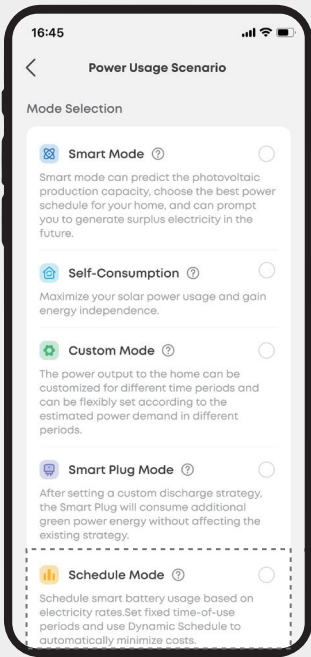 16:45
Power Usage Scenario
Mode Selection
Smart Mode ?
Smart mode can predict the photovoltaic
production capacity, choose the best power
schedule for your home, and can prompt
you to generate surplus electricity in the
future.
Self-Consumption ?
Maximize your solar power usage and gain
energy independence.
Custom Mode ?
The power output to the home can be
customized for different time periods and
can be flexibly set according to the
estimated power demand in different
periods.
Smart Plug Mode ?
After setting a custom discharge strategy,
the Smart Plug will consume additional
green power energy without affecting the
existing strategy.
Schedule Mode ?
Schedule smart battery usage based on
electricity rates.Set fixed time-of-use
periods and use Dynamic Schedule to
automatically minimize costs.